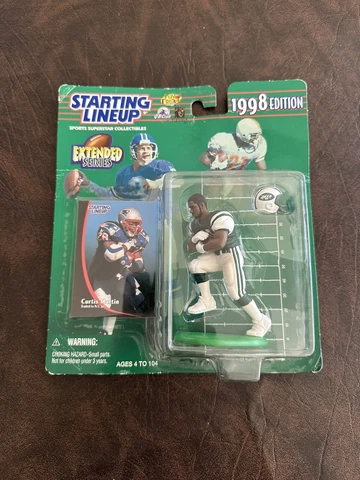 STARTING
LINEUP
SPORTS SUPERSTAR COLLECTIBLES
1998 EDITION
EXTENDED
SERIES
STARTING
LINEUP
Curtis Martin
WARNING:
CHOKING HAZARD-Small parts.
Not for children under 3 years.
AGES 4 TO 104